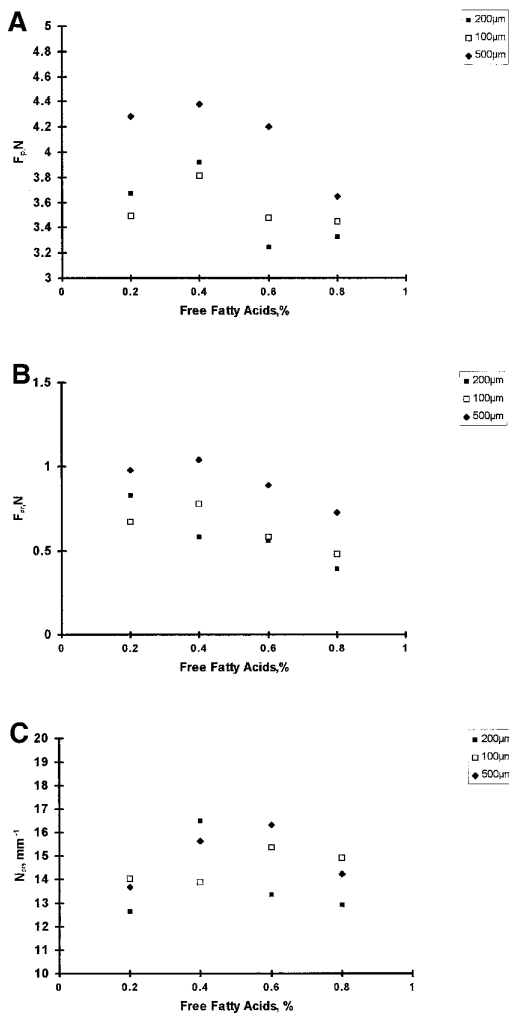 A
200µm
100µm
500µm
5
4.8
4.6
4.4
4.2
4
3.8
3.6
3.4
3.2
3
Fp,N
0
0.2
0.4
0.6
0.8
1
Free Fatty Acids,%
B
200µm
100µm
500µm
1.5
1
0.5
0
Fpr,N
0
0.2
0.4
0.6
0.8
1
Free Fatty Acids,%
C
200µm
100µm
500µm
20
19
18
17
16
15
14
13
12
11
10
Npr, mm⁻¹
0
0.2
0.4
0.6
0.8
1
Free Fatty Acids, %